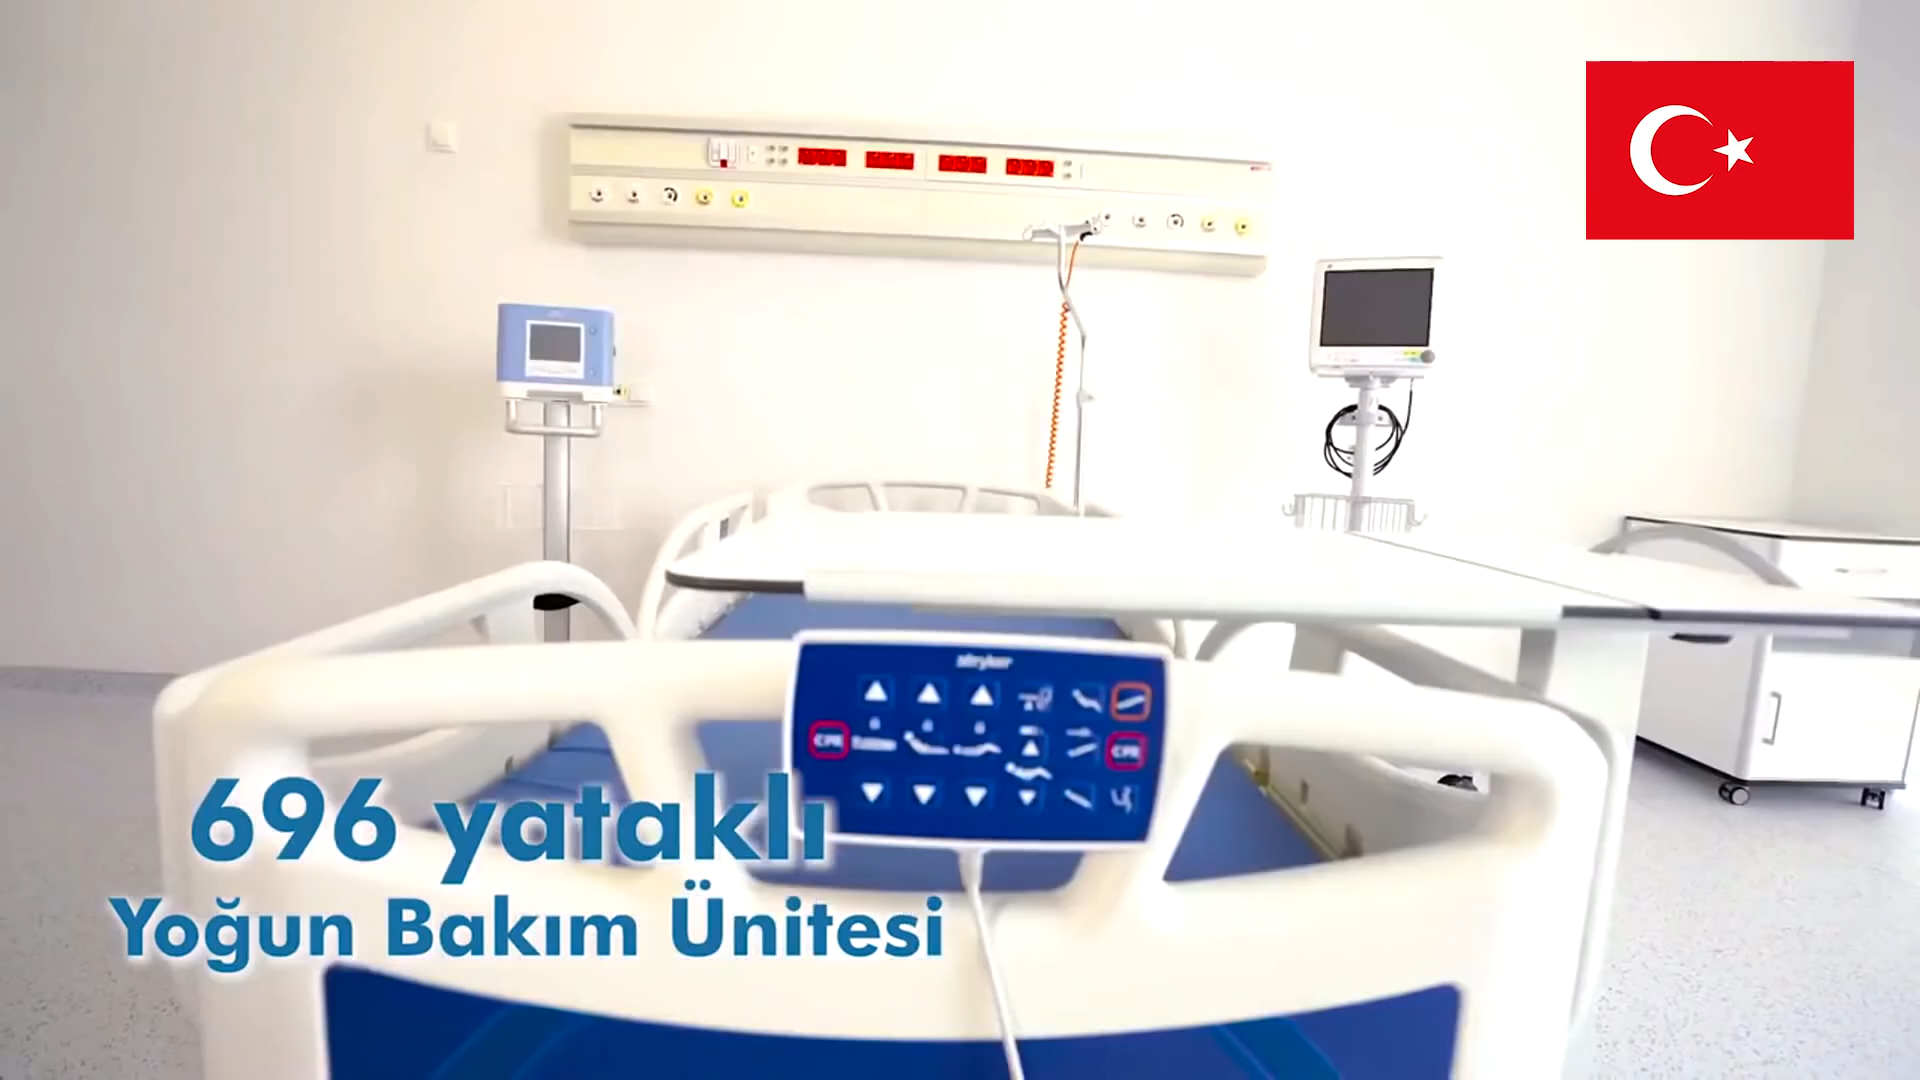 stryker
CPR
CPR
696 yataklı
Yoğun Bakım Ünitesi